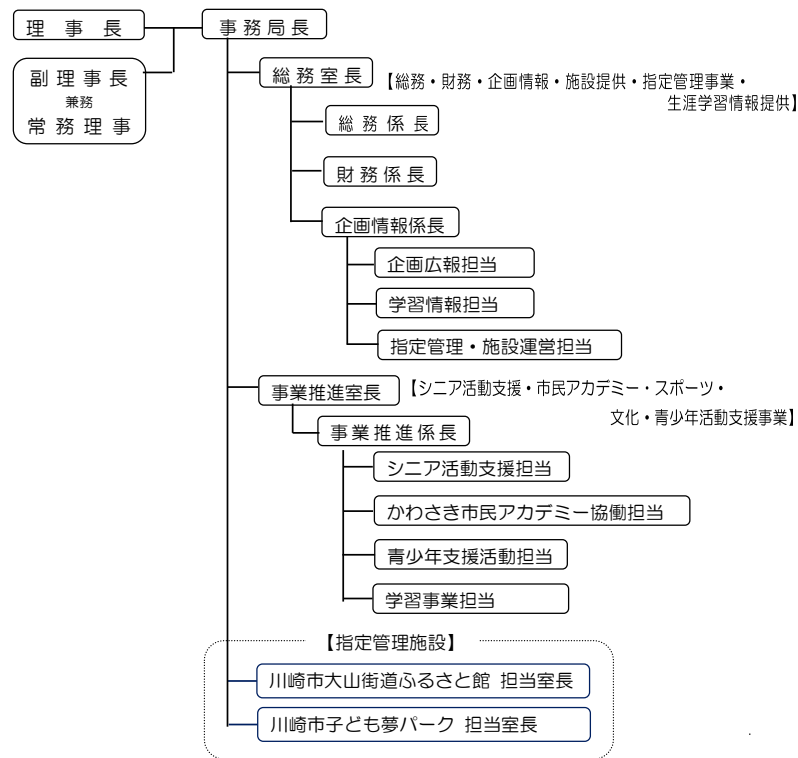 理事長
事務局長
副理事長
兼務
常務理事
総務室長
【総務・財務・企画情報・施設提供・指定管理事業・
生涯学習情報提供】
総務係長
財務係長
企画情報係長
企画広報担当
学習情報担当
指定管理・施設運営担当
事業推進室長
【シニア活動支援・市民アカデミー・スポーツ・
文化・青少年活動支援事業】
事業推進係長
シニア活動支援担当
かわさき市民アカデミー協働担当
青少年支援活動担当
学習事業担当
【指定管理施設】
川崎市大山街道ふるさと館 担当室長
川崎市子ども夢パーク 担当室長